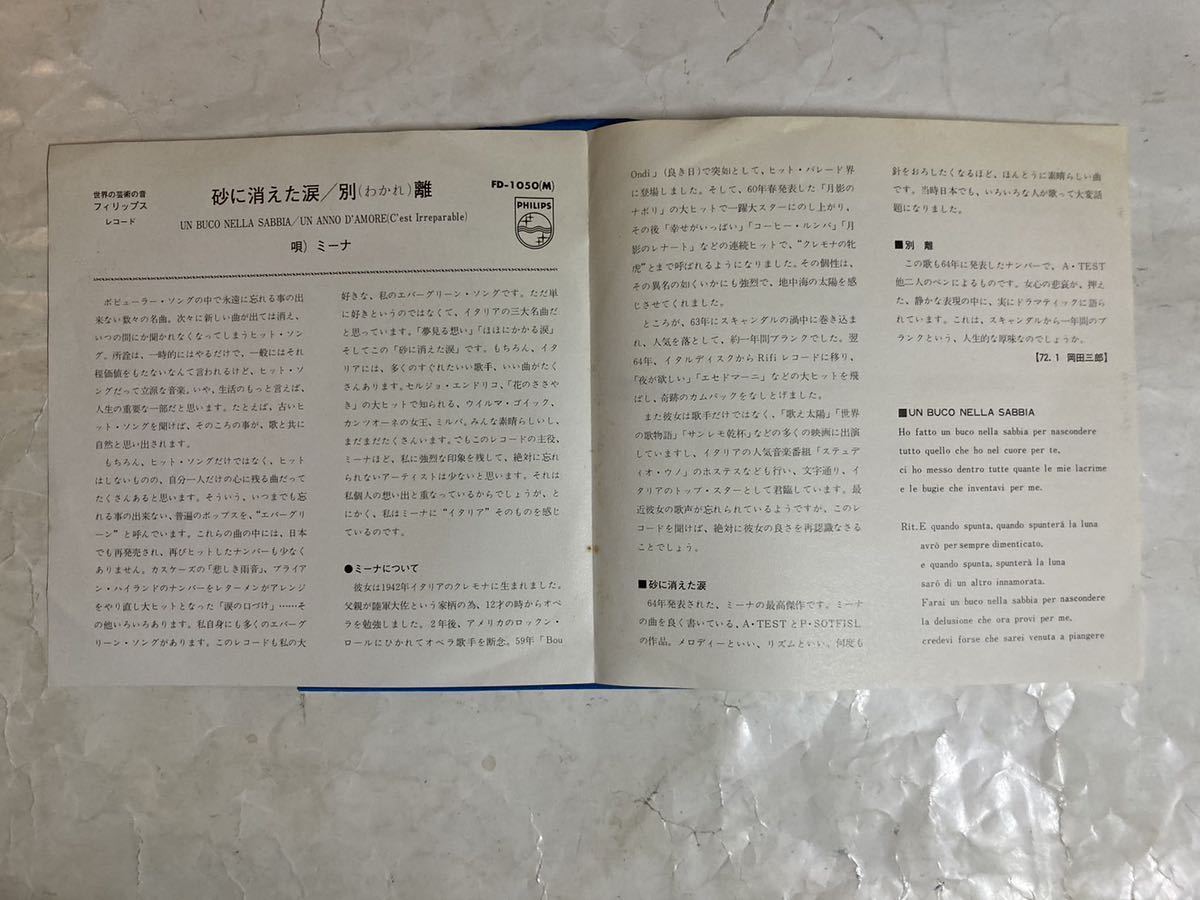 世界の芸術の音
フィリップス
レコード
砂に消えた涙/別(わかれ)離
UN BUCO NELLA SABBIA/UN ANNO D'AMORE(C'est Irreparable)
唄) ミーナ
FD-1050(M)
PHILIPS
ポピューラー・ソングの中で永遠に忘れる事の出
来ない数々の名曲。次々に新しい曲が出ては消え、
いつの間にか聞かれなくなってしまうヒット・ソン
グ。所詮は、一時的にはやるだけで、一般にはそれ
程価値をもたないなんて言われるけど、ヒット・ソ
ングだって立派な音楽。いや、生活のもっと言えば、
人生の重要な一部だと思います。たとえば、古いヒ
ット・ソングを聞けば、そのころの事が、歌と共に
自然と思い出されます。
もちろん、ヒット・ソングだけではなく、ヒット
はしないものの、自分一人だけの心に残る曲だって
たくさんあると思います。そういう、いつまでも忘
れる事の出来ない、普遍のポップスを、“エバーグリ
ーン”と呼んでいます。これらの曲の中には、日本
でも再発売され、再びヒットしたナンバーも少なく
ありません。カスケーズの「悲しき雨音」、ブライア
ン・ハイランドのナンバーをレターメンがアレンジ
をやり直し大ヒットとなった「涙の口づけ」……そ
の他いろいろあります。私自身にも多くのエバーグ
リーン・ソングがあります。このレコードも私の大
好きな、私のエバーグリーン・ソングです。ただ単
に好きというのではなくて、イタリアの三大名曲だ
と思っています。「夢見る想い」「ほほにかかる涙」
そしてこの「砂に消えた涙」です。もちろん、イタ
リアには、多くのすぐれたいい歌手、いい曲がたく
さんあります。セルジョ・エンドリコ、「花のささや
き」の大ヒットで知られる、ウイルマ・ゴイック、
カンツオーネの女王、ミルバ。みんな素晴らしいし、
まだまだたくさんいます。でもこのレコードの主役、
ミーナほど、私に強烈な印象を残して、絶対に忘れ
られないアーティストは少ないと思います。それは
私個人の想い出と重なっているからでしょうが、と
にかく、私はミーナに“イタリア”そのものを感じ
ているのです。
●ミーナについて
彼女は1942年イタリアのクレモナに生まれました。
父親が陸軍大佐という家柄の為、12才の時からオペ
ラを勉強しました。2年後、アメリカのロックン・
ロールにひかれてオペラ歌手を断念。59年「Bou
Ondi」(良き日)で突如として、ヒット・パレード界
に登場しました。そして、60年春発表した「月影の
ナポリ」の大ヒットで一躍大スターにのし上がり、
その後「幸せがいっぱい」「コーヒー・ルンバ」「月
影のレナート」などの連続ヒットで、“クレモナの牝
虎”とまで呼ばれるようになりました。その個性は、
その異名の如くいかにも強烈で、地中海の太陽を感
じさせてくれました。
ところが、63年にスキャンダルの渦中に巻き込ま
れ、人気を落として、約一年間ブランクでした。翌
64年、イタルディスクからRifiレコードに移り、
「夜が欲しい」「エセドマーニ」などの大ヒットを飛
ばし、奇跡のカムバックをなしとげました。
また彼女は歌手だけではなく、「歌え太陽」「世界
の歌物語」「サンレモ乾杯」などの多くの映画に出演
していますし、イタリアの人気音楽番組「ステュデ
ィオ・ウノ」のホステスなども行い、文字通り、イ
タリアのトップ・スターとして君臨しています。最
近彼女の歌声が忘れられているようですが、このレ
コードを聞けば、絶対に彼女の良さを再認識なさる
ことでしょう。
■砂に消えた涙
64年発表された、ミーナの最高傑作です。ミーナ
の曲を良く書いている、A・TESTとP・SOTFISL
の作品。メロディーといい、リズムといい、何度も
針をおろしたくなるほど、ほんとうに素晴らしい曲
です。当時日本でも、いろいろな人が歌って大変話
題になりました。
■別 離
この歌も64年に発表したナンバーで、A・TEST
他二人のペンによるものです。女心の悲哀か、押え
た、静かな表現の中に、実にドラマティックに語ら
れています。これは、スキャンダルから一年間のブ
ランクという、人生的な厚味なのでしょうか。
【72.1 岡田三郎】
■UN BUCO NELLA SABBIA
Ho fatto un buco nella sabbia per nascondere
tutto quello che ho nel cuore per te,
ci ho messo dentro tutte quante le mie lacrime
e le bugie che inventavi per me.
Rit. E quando spunta, quando spunterà la luna
avrò per sempre dimenticato.
e quando spunta, spunterà la luna
sarò di un altro innamorata.
Farai un buco nella sabbia per nascondere
la delusione che ora provi per me.
credevi forse che sarei venuta a piangere